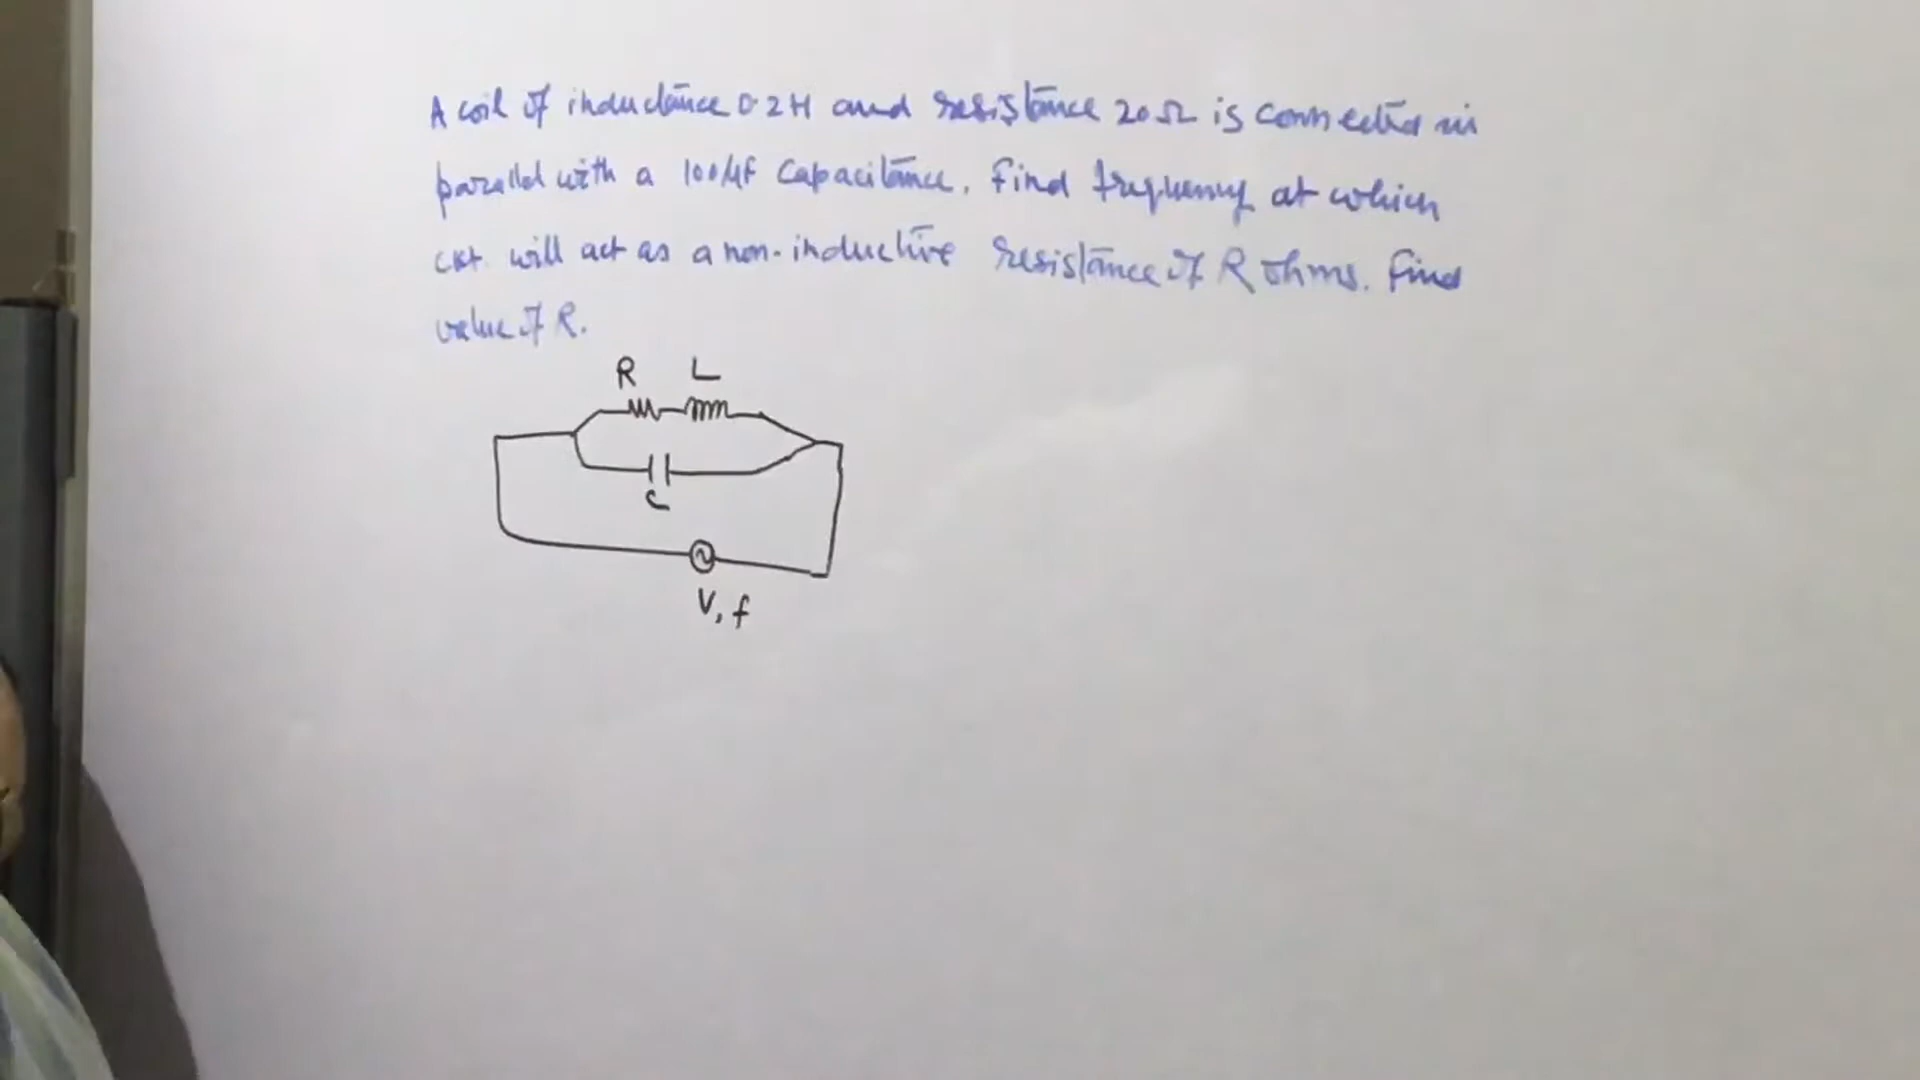 A coil of inductance 0.2H and resistance 20Ω is connected in
parallel with a 100μf capacitance. Find frequency at which
ckt. will act as a non-inductive resistance of R ohms. Find
value of R.
R L
C
V, f